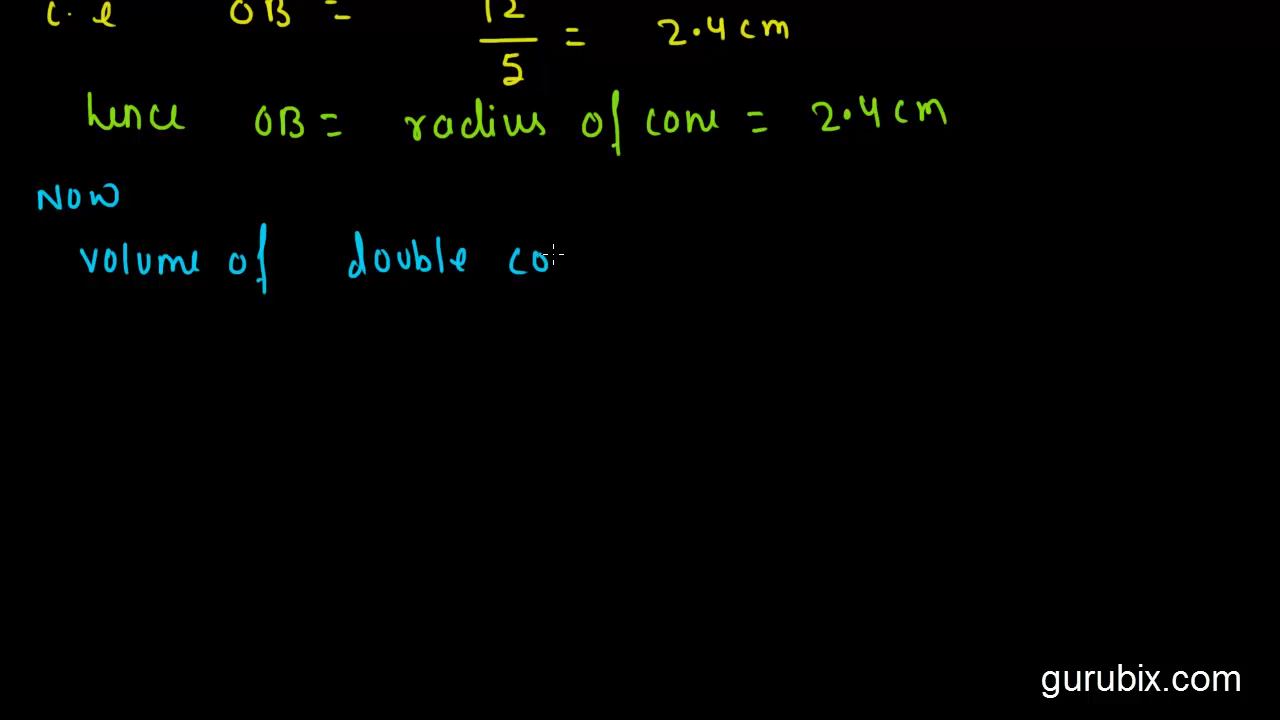 i.e OB = 12/5 = 2.4 cm
hence OB = radius of cone = 2.4 cm
NOW
volume of double co
gurubix.com